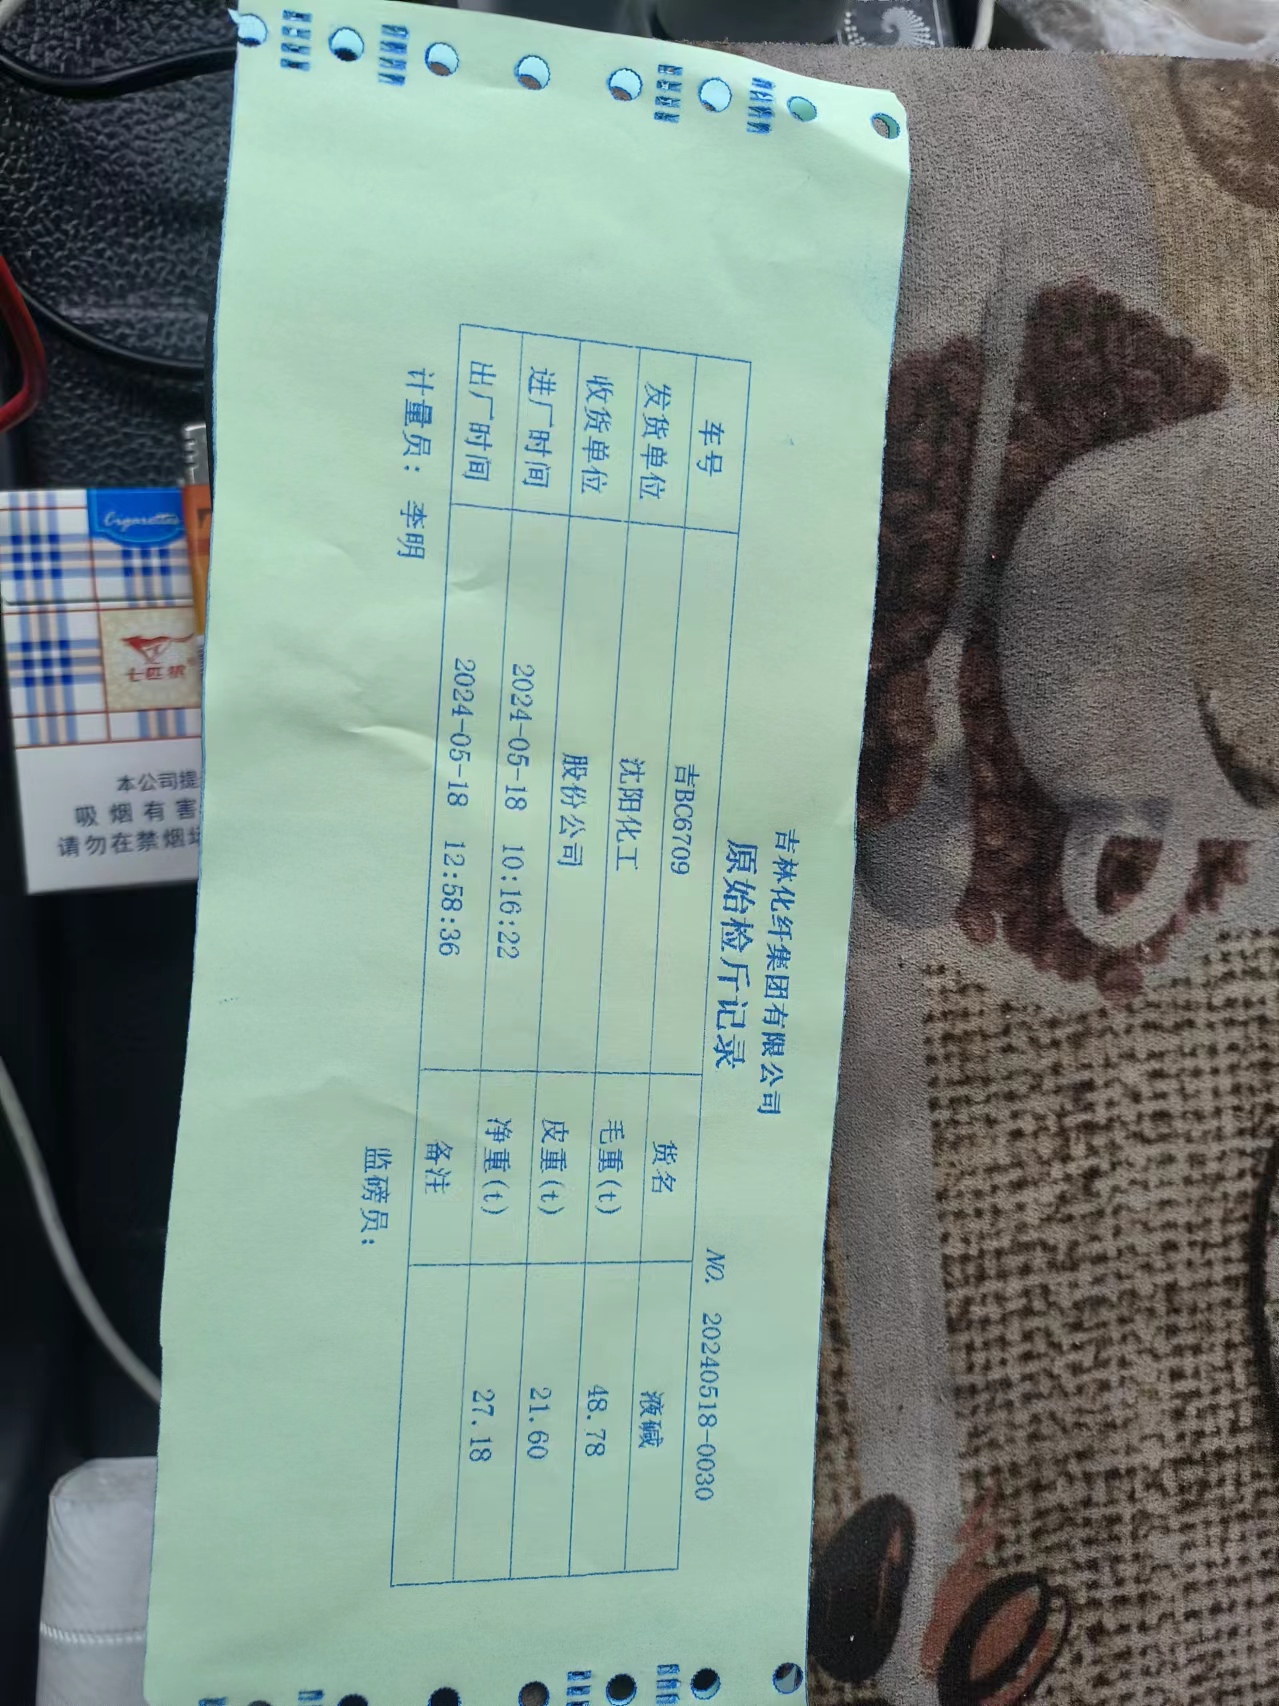 吉林化纤集团有限公司
原始检斤记录
NO. 20240518-0030
车号 吉BC6709 货名 液碱
发货单位 沈阳化工 毛重(t) 48.78
收货单位 股份公司 皮重(t) 21.60
进厂时间 2024-05-18 10:16:22 净重(t) 27.18
出厂时间 2024-05-18 12:58:36 备注
计量员: 李明 监磅员:
Cigarettes
七匹狼
本公司提
吸烟有害
请勿在禁烟场